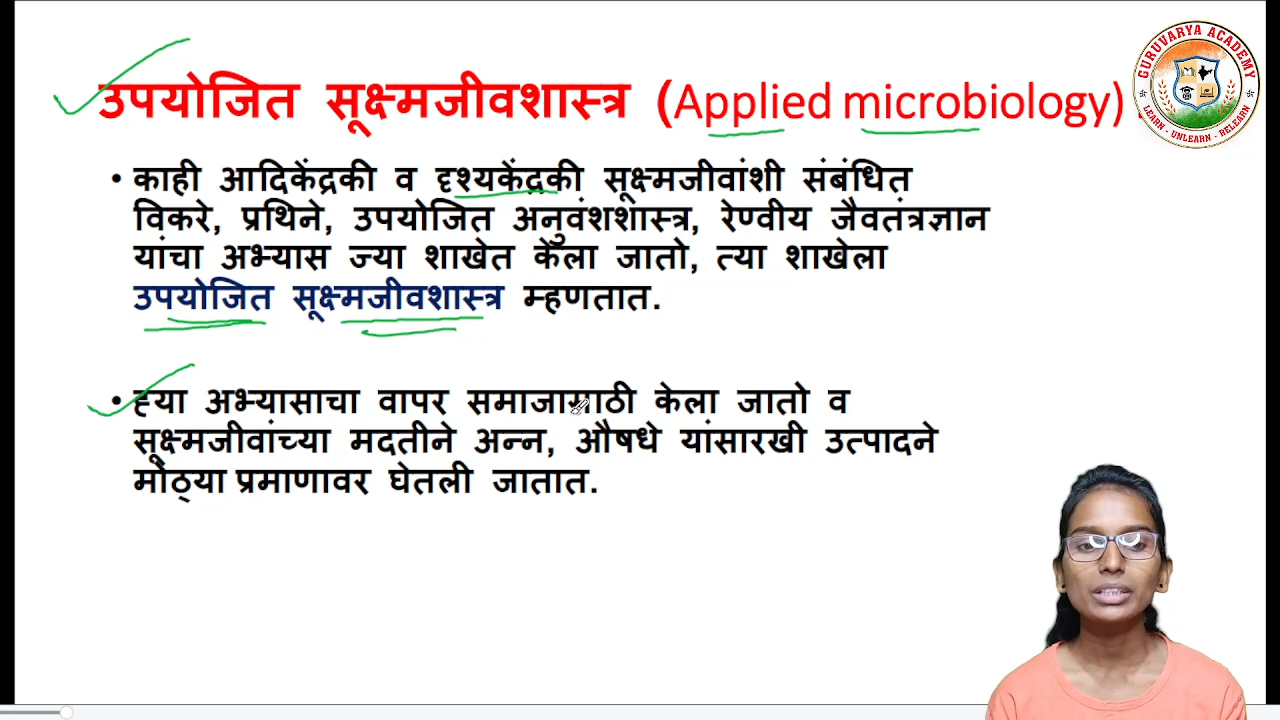 उपयोजित सूक्ष्मजीवशास्त्र (Applied microbiology)
GURUVARYA ACADEMY
LEARN - UNLEARN - RELEARN
• काही आदिकेंद्रकी व दृश्यकेंद्रकी सूक्ष्मजीवांशी संबंधित
विकरे, प्रथिने, उपयोजित अनुवंशशास्त्र, रेण्वीय जैवतंत्रज्ञान
यांचा अभ्यास ज्या शाखेत केला जातो, त्या शाखेला
उपयोजित सूक्ष्मजीवशास्त्र म्हणतात.
• ह्या अभ्यासाचा वापर समाजासाठी केला जातो व
सूक्ष्मजीवांच्या मदतीने अन्न, औषधे यांसारखी उत्पादने
मोठ्या प्रमाणावर घेतली जातात.